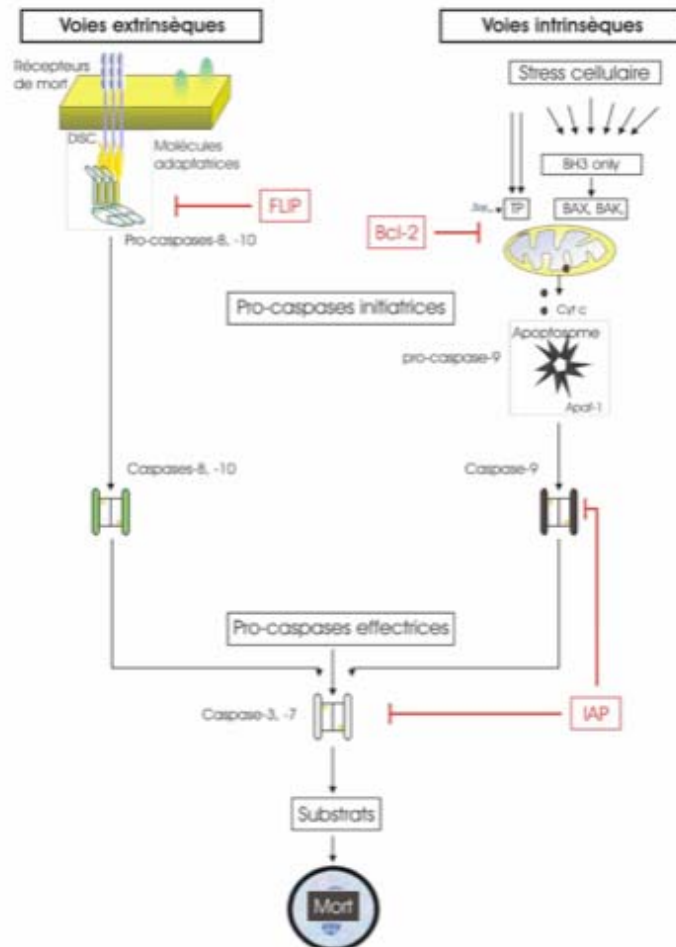 Voies extrinsèques
Voies intrinsèques
Récepteurs
de mort
Stress cellulaire
DISC
Molécules
adaptatrices
BH3 only
FLIP
TP
BAX, BAK,
Bcl-2
Pro-caspases-8, -10
Pro-caspases initiatrices
Cyt c
Apoptosome
pro-caspase-9
Apaf-1
Caspases-8, -10
Caspase-9
Pro-caspases effectrices
Caspase-3, -7
IAP
Substrats
Mort